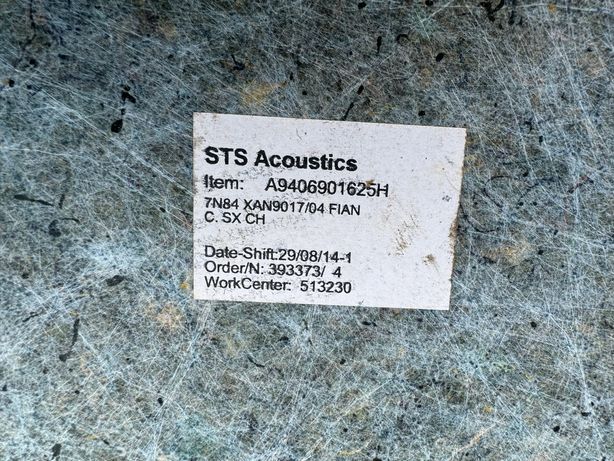 STS Acoustics
Item: A9406901625H
7N84 XAN9017/04 FIAN
C. SX CH
Date-Shift:29/08/14-1
Order/N: 393373/ 4
WorkCenter: 513230